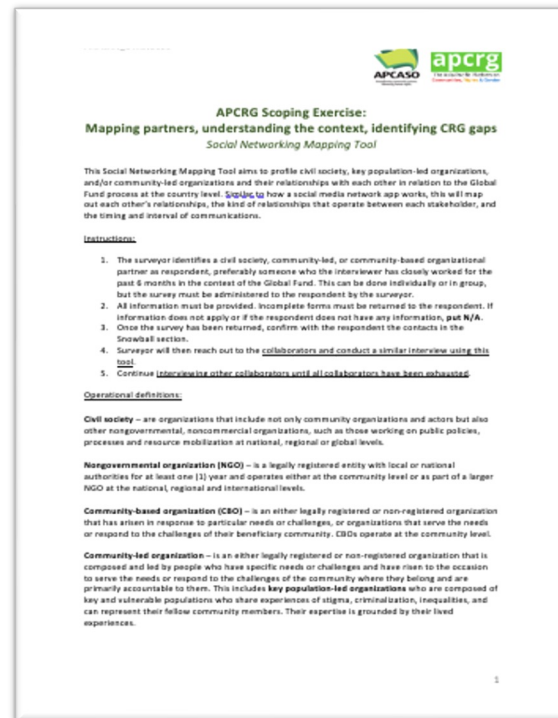 APCASO
apcrg
APCRG Scoping Exercise:
Mapping partners, understanding the context, identifying CRG gaps
Social Networking Mapping Tool
This Social Networking Mapping Tool aims to profile civil society, key population-led organizations,
and/or community-led organizations and their relationships with each other in relation to the Global
Fund process at the country level. Similar to how a social media network app works, this will map
out each other's relationships, the kind of relationships that operate between each stakeholder, and
the timing and interval of communications.
Instructions:
1. The surveyor identifies a civil society, community-led, or community-based organizational
partner as respondent, preferably someone who the interviewer has closely worked for the
past 6 months in the context of the Global Fund. This can be done individually or in group,
but the survey must be administered to the respondent by the surveyor.
2. All information must be provided. Incomplete forms must be returned to the respondent. If
information does not apply or if the respondent does not have any information, put N/A.
3. Once the survey has been returned, confirm with the respondent the contacts in the
Snowball section.
4. Surveyor will then reach out to the collaborators and conduct a similar interview using this
tool.
5. Continue interviewing other collaborators until all collaborators have been exhausted.
Operational definitions:
Civil society – are organizations that include not only community organizations and actors but also
other nongovernmental, noncommercial organizations, such as those working on public policies,
processes and resource mobilization at national, regional or global levels.
Nongovernmental organization (NGO) – is a legally registered entity with local or national
authorities for at least one (1) year and operates either at the community level or as part of a larger
NGO at the national, regional and international levels.
Community-based organization (CBO) – is an either legally registered or non-registered organization
that has arisen in response to particular needs or challenges, or organizations that serve the needs
or respond to the challenges of their beneficiary community. CBOs operate at the community level.
Community-led organization – is an either legally registered or non-registered organization that is
composed and led by people who have specific needs or challenges and have risen to the occasion
to serve the needs or respond to the challenges of the community where they belong and are
primarily accountable to them. This includes key population-led organizations who are composed of
key and vulnerable populations who share experiences of stigma, criminalization, inequalities, and
can represent their fellow community members. Their expertise is grounded by their lived
experiences.
1